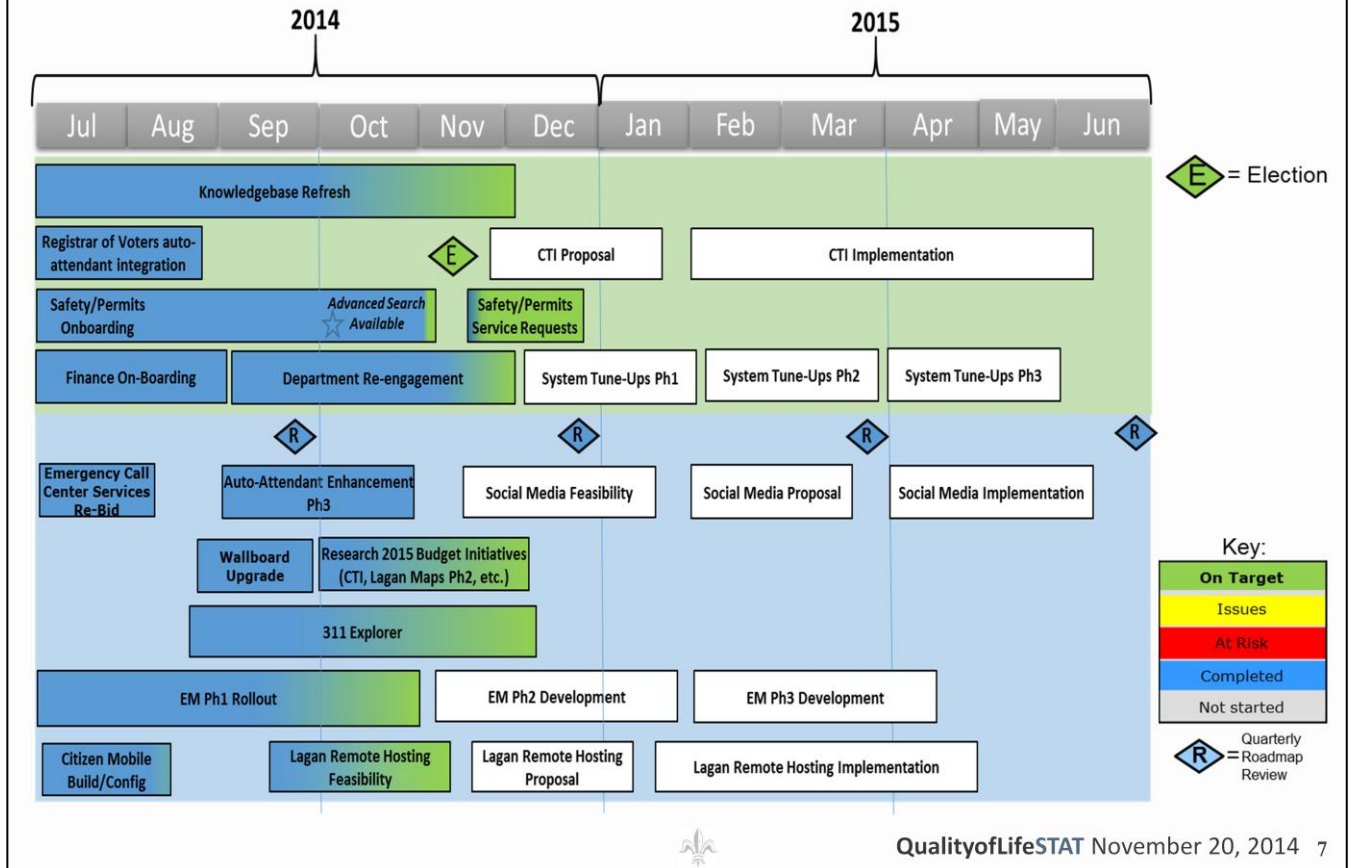 2014
2015
Jul Aug Sep Oct Nov Dec Jan Feb Mar Apr May Jun
Knowledgebase Refresh
E = Election
Registrar of Voters auto-
attendant integration
E
CTI Proposal
CTI Implementation
Safety/Permits
Onboarding
Advanced Search
Available
Safety/Permits
Service Requests
Finance On-Boarding
Department Re-engagement
System Tune-Ups Ph1
System Tune-Ups Ph2
System Tune-Ups Ph3
R R R R
Emergency Call
Center Services
Re-Bid
Auto-Attendant Enhancement
Ph3
Social Media Feasibility
Social Media Proposal
Social Media Implementation
Wallboard
Upgrade
Research 2015 Budget Initiatives
(CTI, Lagan Maps Ph2, etc.)
311 Explorer
EM Ph1 Rollout
EM Ph2 Development
EM Ph3 Development
Citizen Mobile
Build/Config
Lagan Remote Hosting
Feasibility
Lagan Remote Hosting
Proposal
Lagan Remote Hosting Implementation
Key:
On Target
Issues
At Risk
Completed
Not started
R = Quarterly
Roadmap
Review
QualityofLifeSTAT November 20, 2014 7